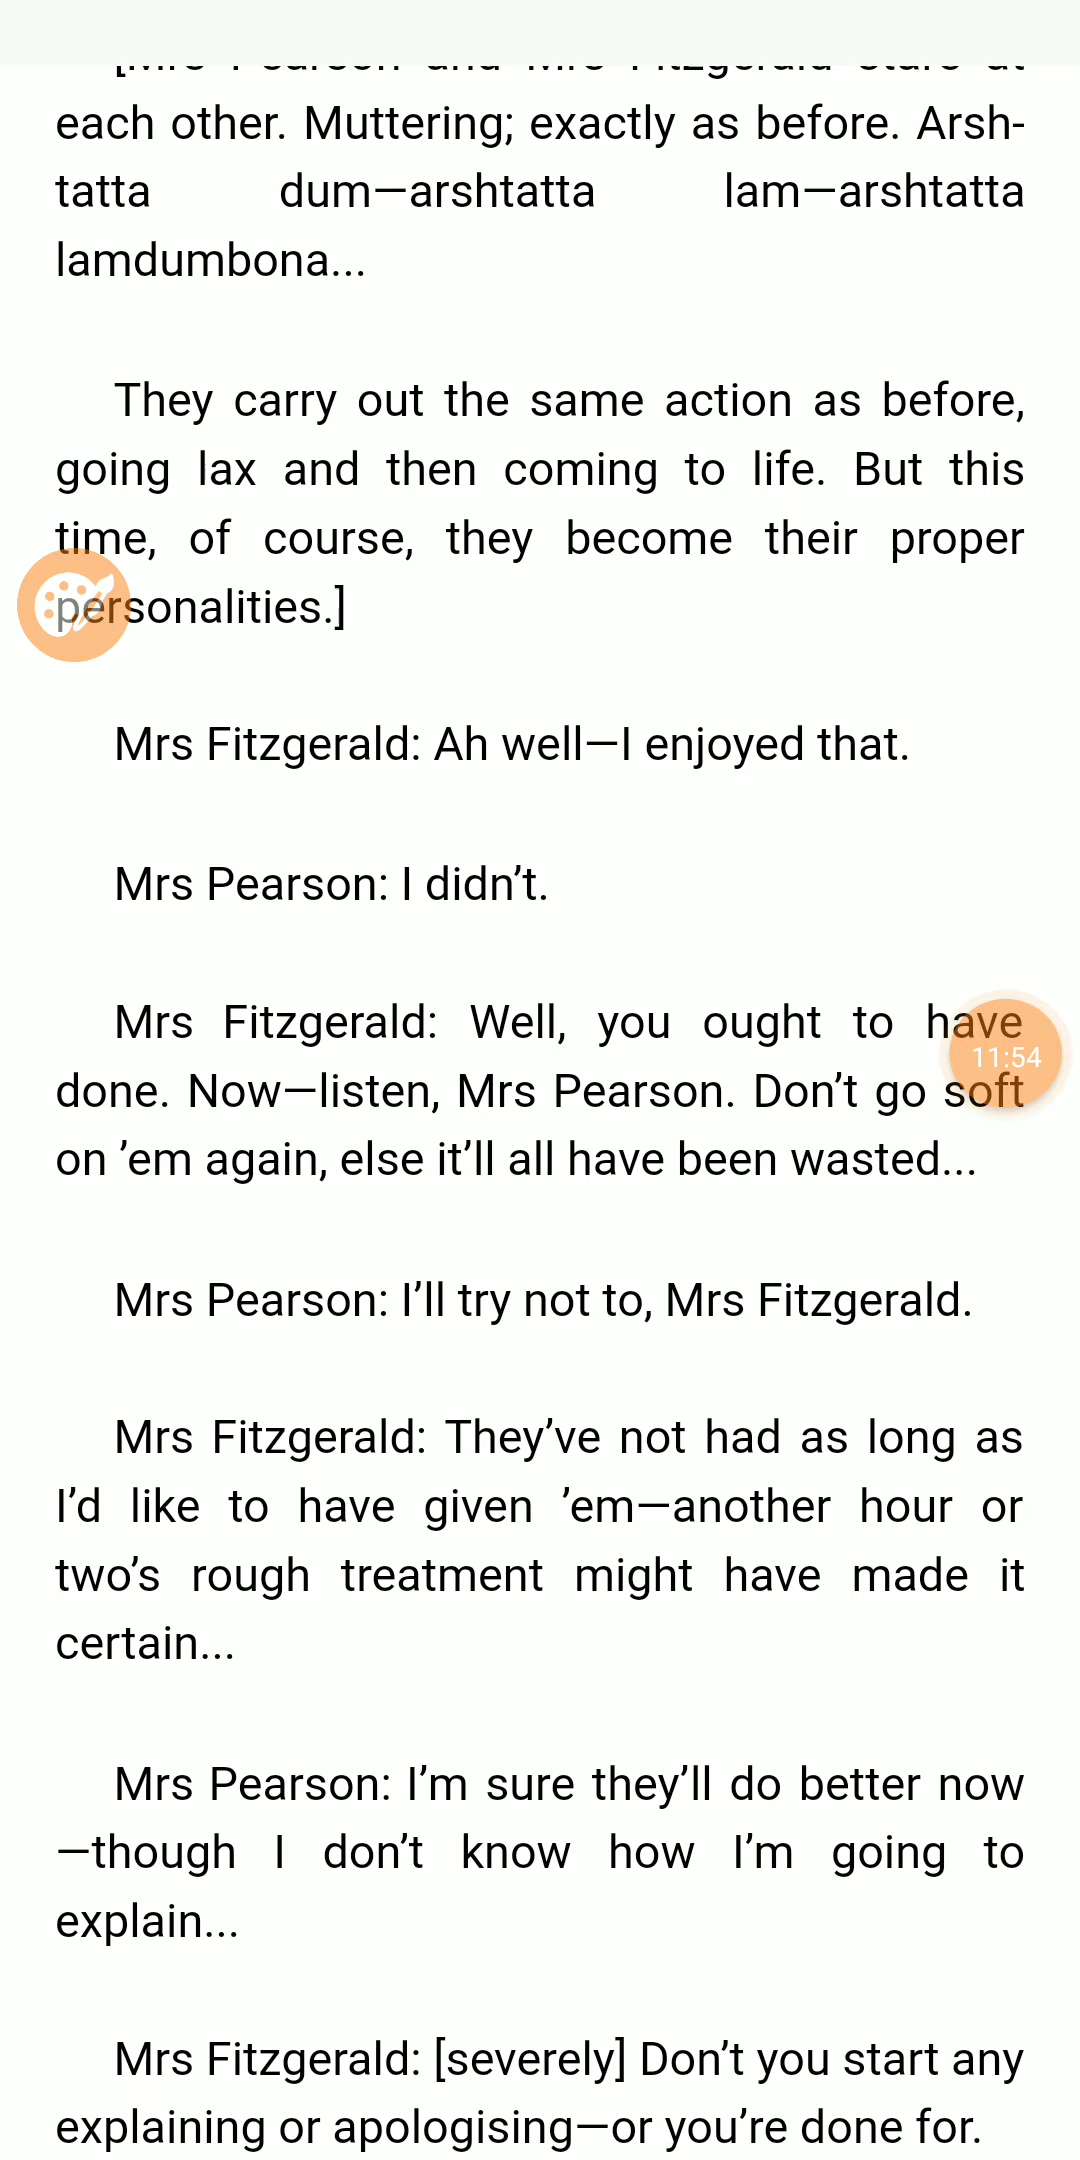 [Mrs Pearson and Mrs Fitzgerald stare at
each other. Muttering; exactly as before. Arsh-
tatta dum—arshtatta lam—arshtatta
lamdumbona...
They carry out the same action as before,
going lax and then coming to life. But this
time, of course, they become their proper
personalities.]
Mrs Fitzgerald: Ah well—I enjoyed that.
Mrs Pearson: I didn’t.
Mrs Fitzgerald: Well, you ought to have
11:54
done. Now—listen, Mrs Pearson. Don’t go soft
on ’em again, else it’ll all have been wasted...
Mrs Pearson: I’ll try not to, Mrs Fitzgerald.
Mrs Fitzgerald: They’ve not had as long as
I’d like to have given ’em—another hour or
two’s rough treatment might have made it
certain...
Mrs Pearson: I’m sure they’ll do better now
—though I don’t know how I’m going to
explain...
Mrs Fitzgerald: [severely] Don’t you start any
explaining or apologising—or you’re done for.